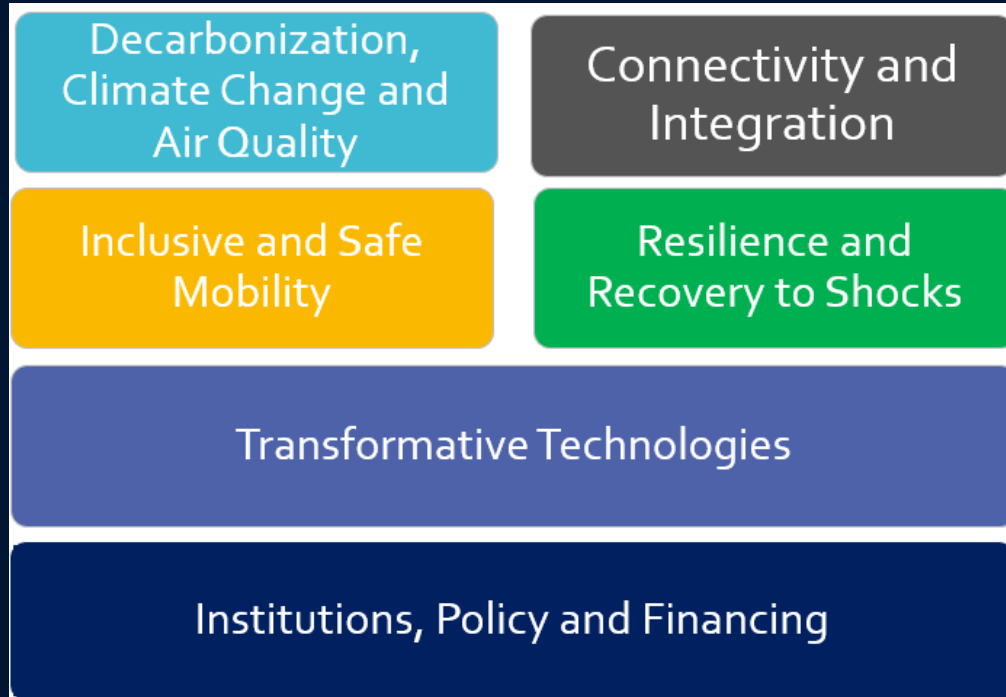 Decarbonization,
Climate Change and
Air Quality
Connectivity and
Integration
Inclusive and Safe
Mobility
Resilience and
Recovery to Shocks
Transformative Technologies
Institutions, Policy and Financing